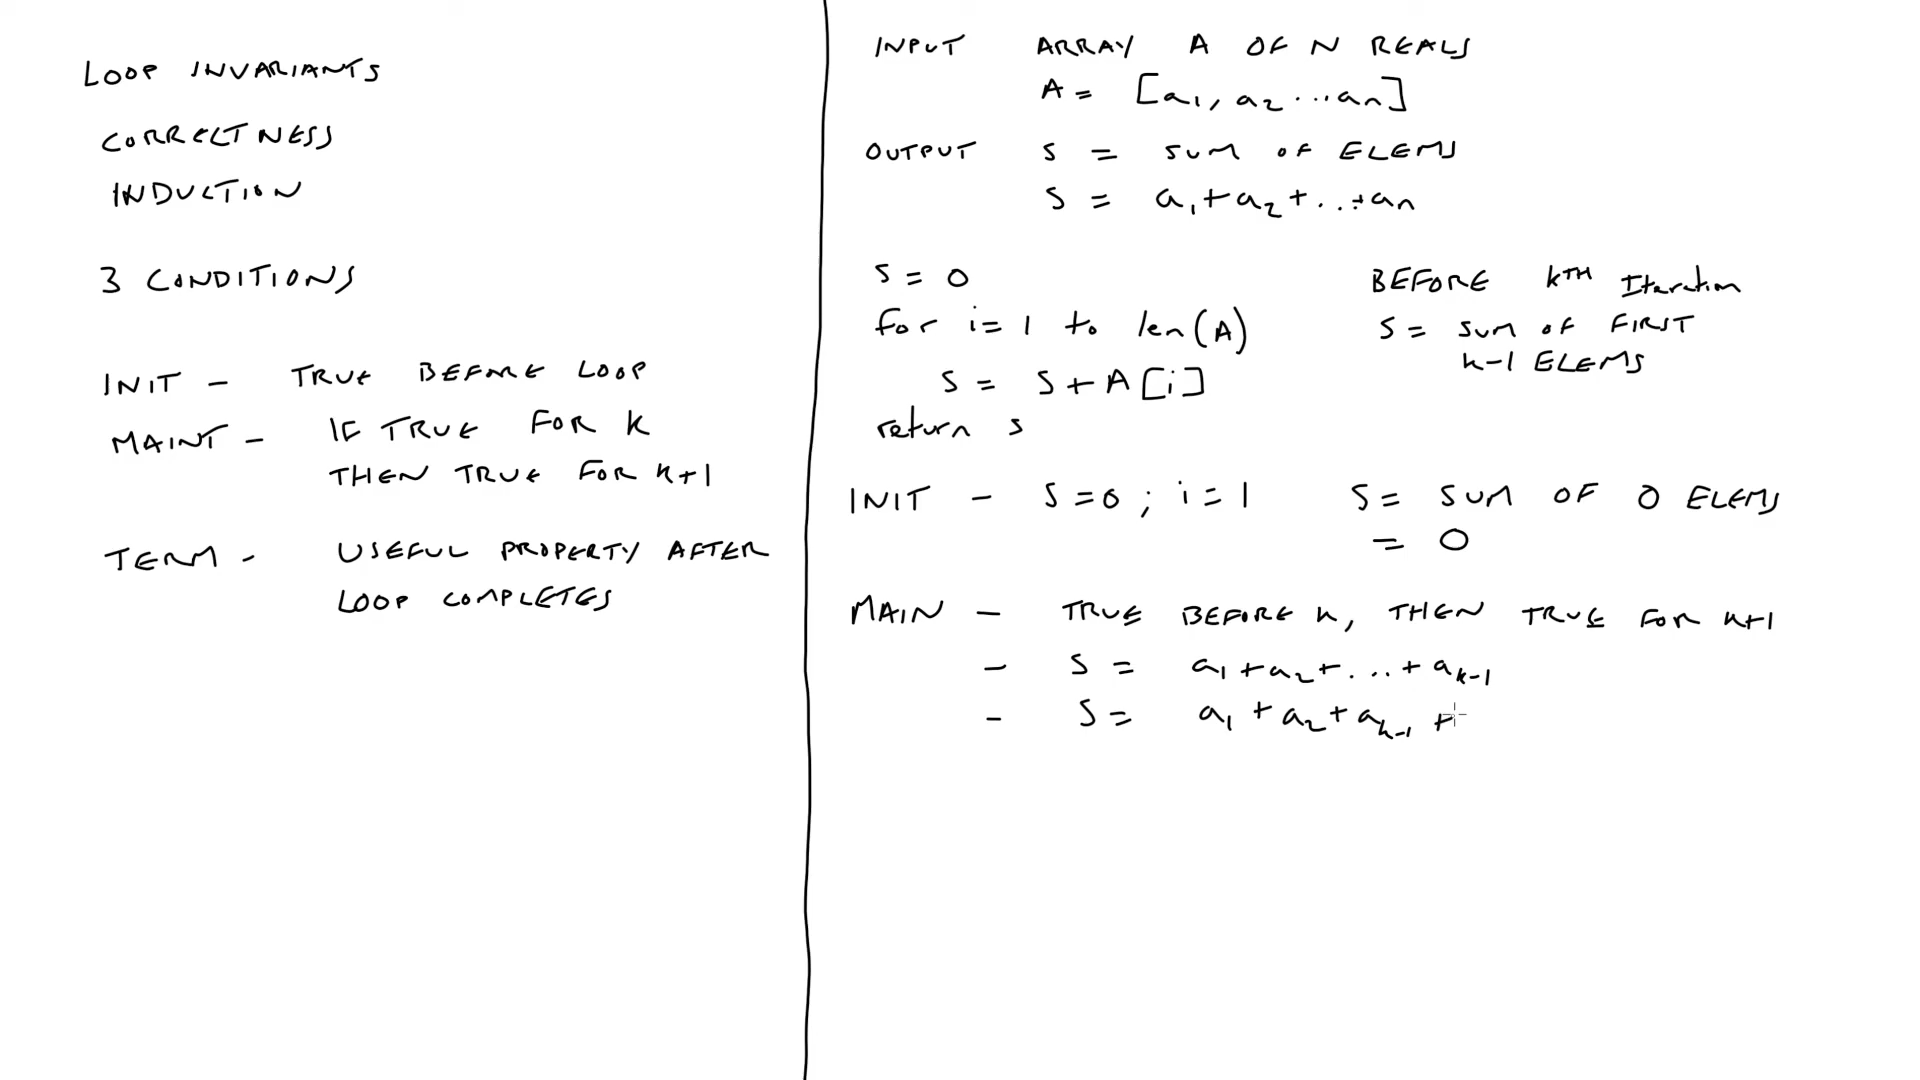 LOOP INVARIANTS
CORRECTNESS
INDUCTION
3 CONDITIONS
INIT - TRUE BEFORE LOOP
MAINT - IF TRUE FOR K
THEN TRUE FOR K+1
TERM - USEFUL PROPERTY AFTER
LOOP COMPLETES
INPUT ARRAY A OF N REALS
A = [a1, a2 ... an]
OUTPUT S = SUM OF ELEMS
S = a1 + a2 + ... + an
S = 0
for i = 1 to len(A)
S = S + A[i]
return S
BEFORE kTH Iteration
S = SUM OF FIRST
k-1 ELEMS
INIT - S = 0 ; i = 1 S = SUM OF 0 ELEMS
= 0
MAIN - TRUE BEFORE k, THEN TRUE FOR k+1
- S = a1 + a2 + ... + ak-1
- S = a1 + a2 + ak-1 +